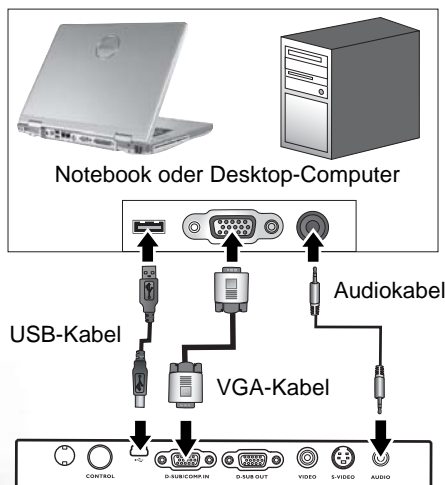 Notebook oder Desktop-Computer
Audiokabel
USB-Kabel
VGA-Kabel
CONTROL
D-SUB/COMP.IN
D-SUB OUT
VIDEO
S-VIDEO
AUDIO